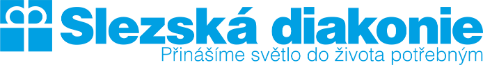 Slezská diakonie
Přinášíme světlo do života potřebným